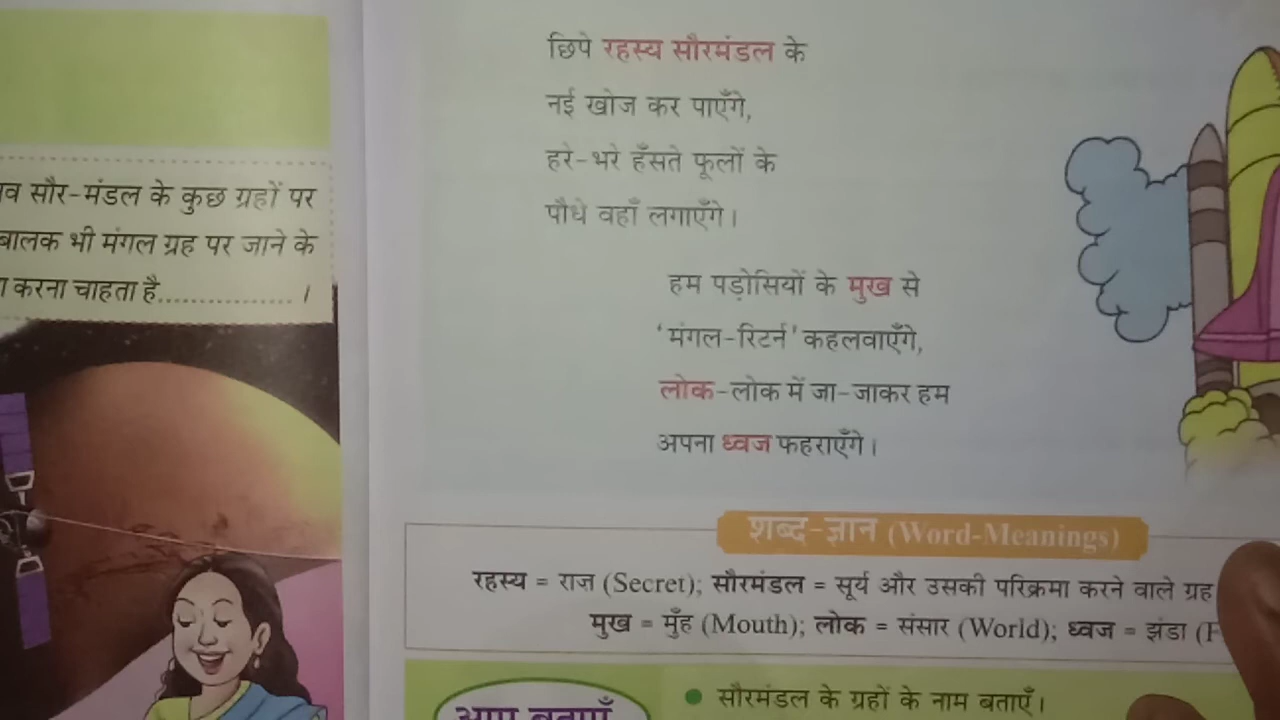 सौर-मंडल के कुछ ग्रहों पर
बालक भी मंगल ग्रह पर जाने के
करना चाहता है............... ।
छिपे रहस्य सौरमंडल के
नई खोज कर पाएँगे,
हरे-भरे हँसते फूलों के
पौधे वहाँ लगाएँगे।
हम पड़ोसियों के मुख से
'मंगल-रिटर्न' कहलवाएँगे,
लोक-लोक में जा-जाकर हम
अपना ध्वज फहराएँगे।
शब्द-ज्ञान (Word-Meanings)
रहस्य = राज़ (Secret); सौरमंडल = सूर्य और उसकी परिक्रमा करने वाले ग्रह
मुख = मुँह (Mouth); लोक = संसार (World); ध्वज = झंडा
आप बताएँ
• सौरमंडल के ग्रहों के नाम बताएँ।